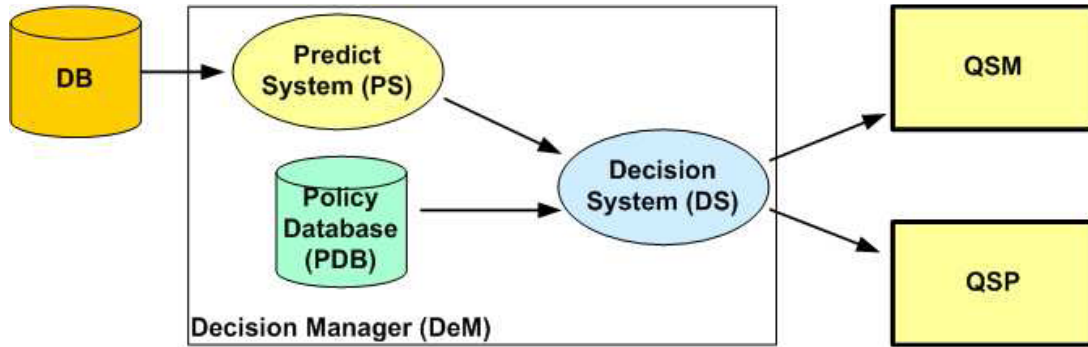 DB
Predict
System (PS)
Policy
Database
(PDB)
Decision
System (DS)
QSM
QSP
Decision Manager (DeM)